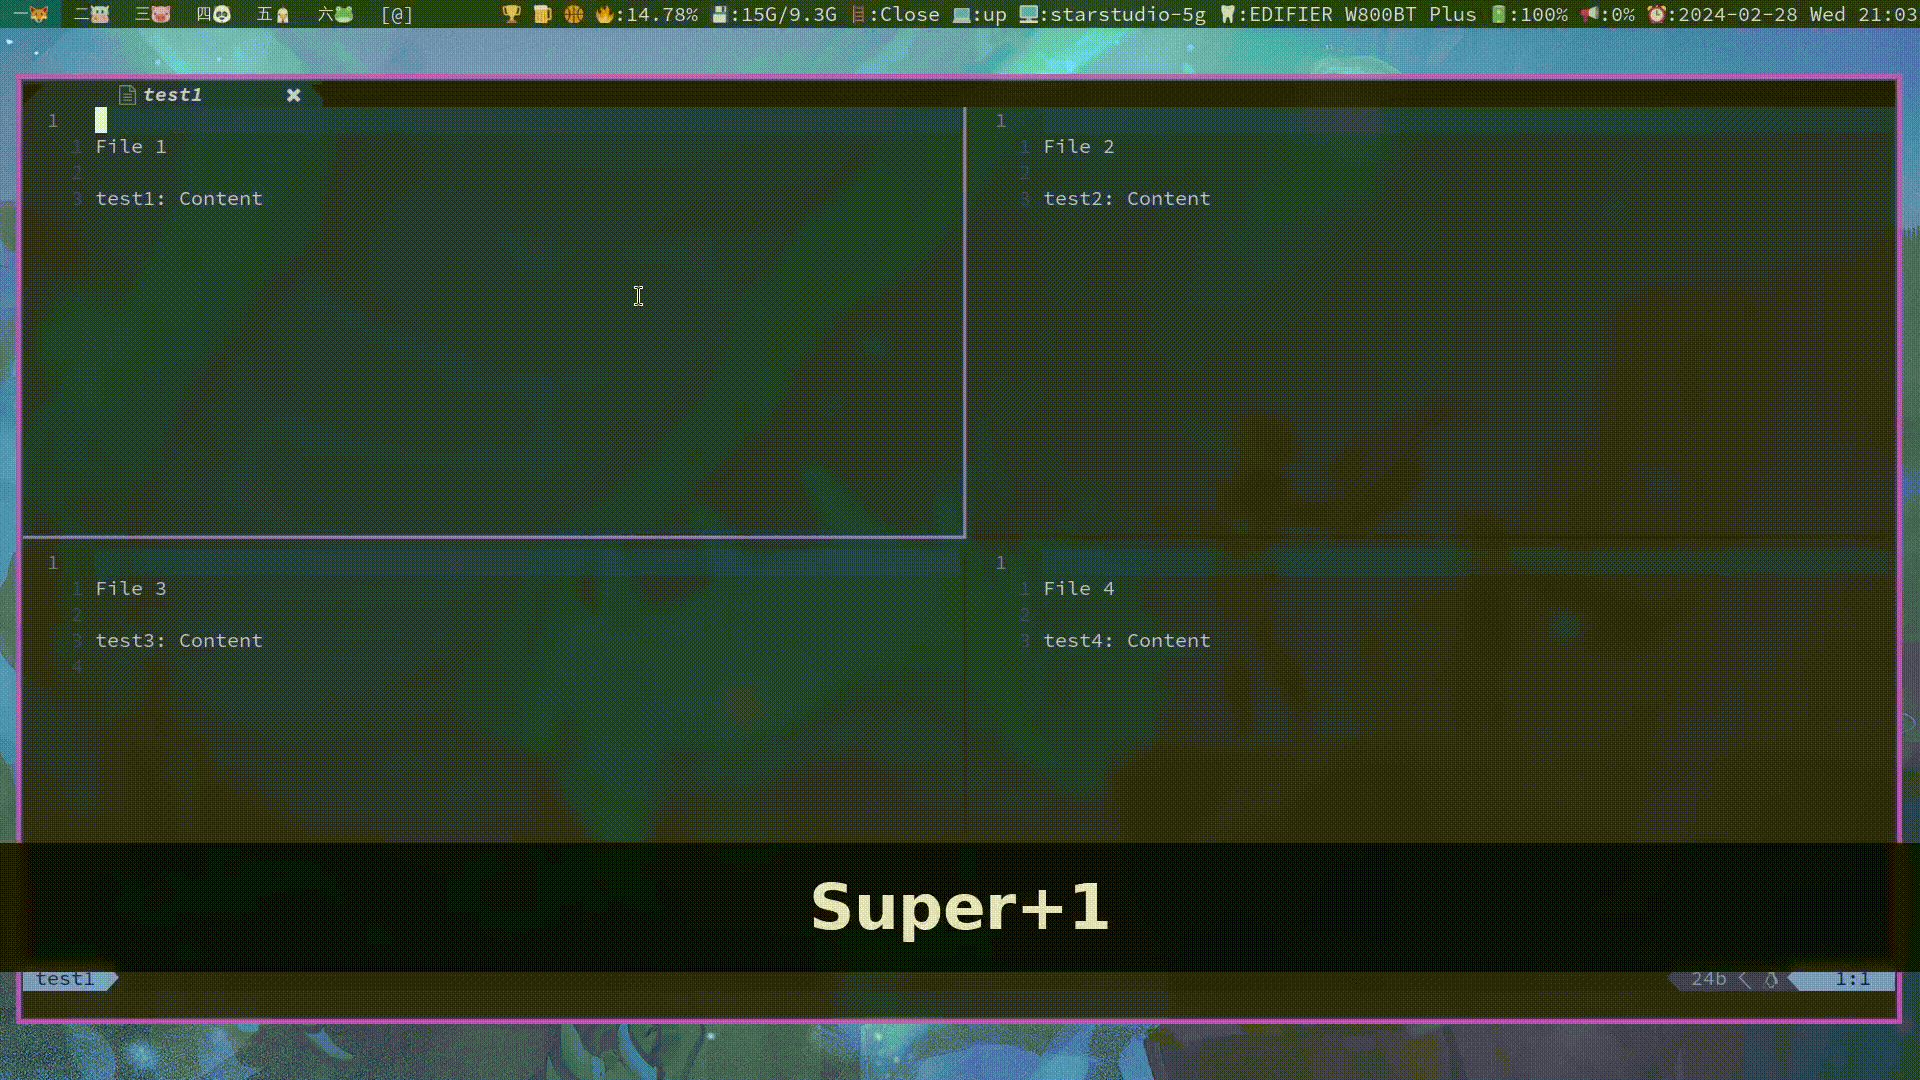 一🦊 二🐮 三🐷 四🐼 五 六🐸 [@] 🏆 🍺 🏀 🔥:14.78% 💾:15G/9.3G :Close 💻:up 🖥:starstudio-5g 🦷:EDIFIER W800BT Plus 🔋:100% 📢:0% ⏰:2024-02-28 Wed 21:03
test1 ✖
1
1 File 1
2
3 test1: Content
1
1 File 2
2
3 test2: Content
1
1 File 3
2
3 test3: Content
4
1
1 File 4
2
3 test4: Content
Super+1
test1
24b 1:1